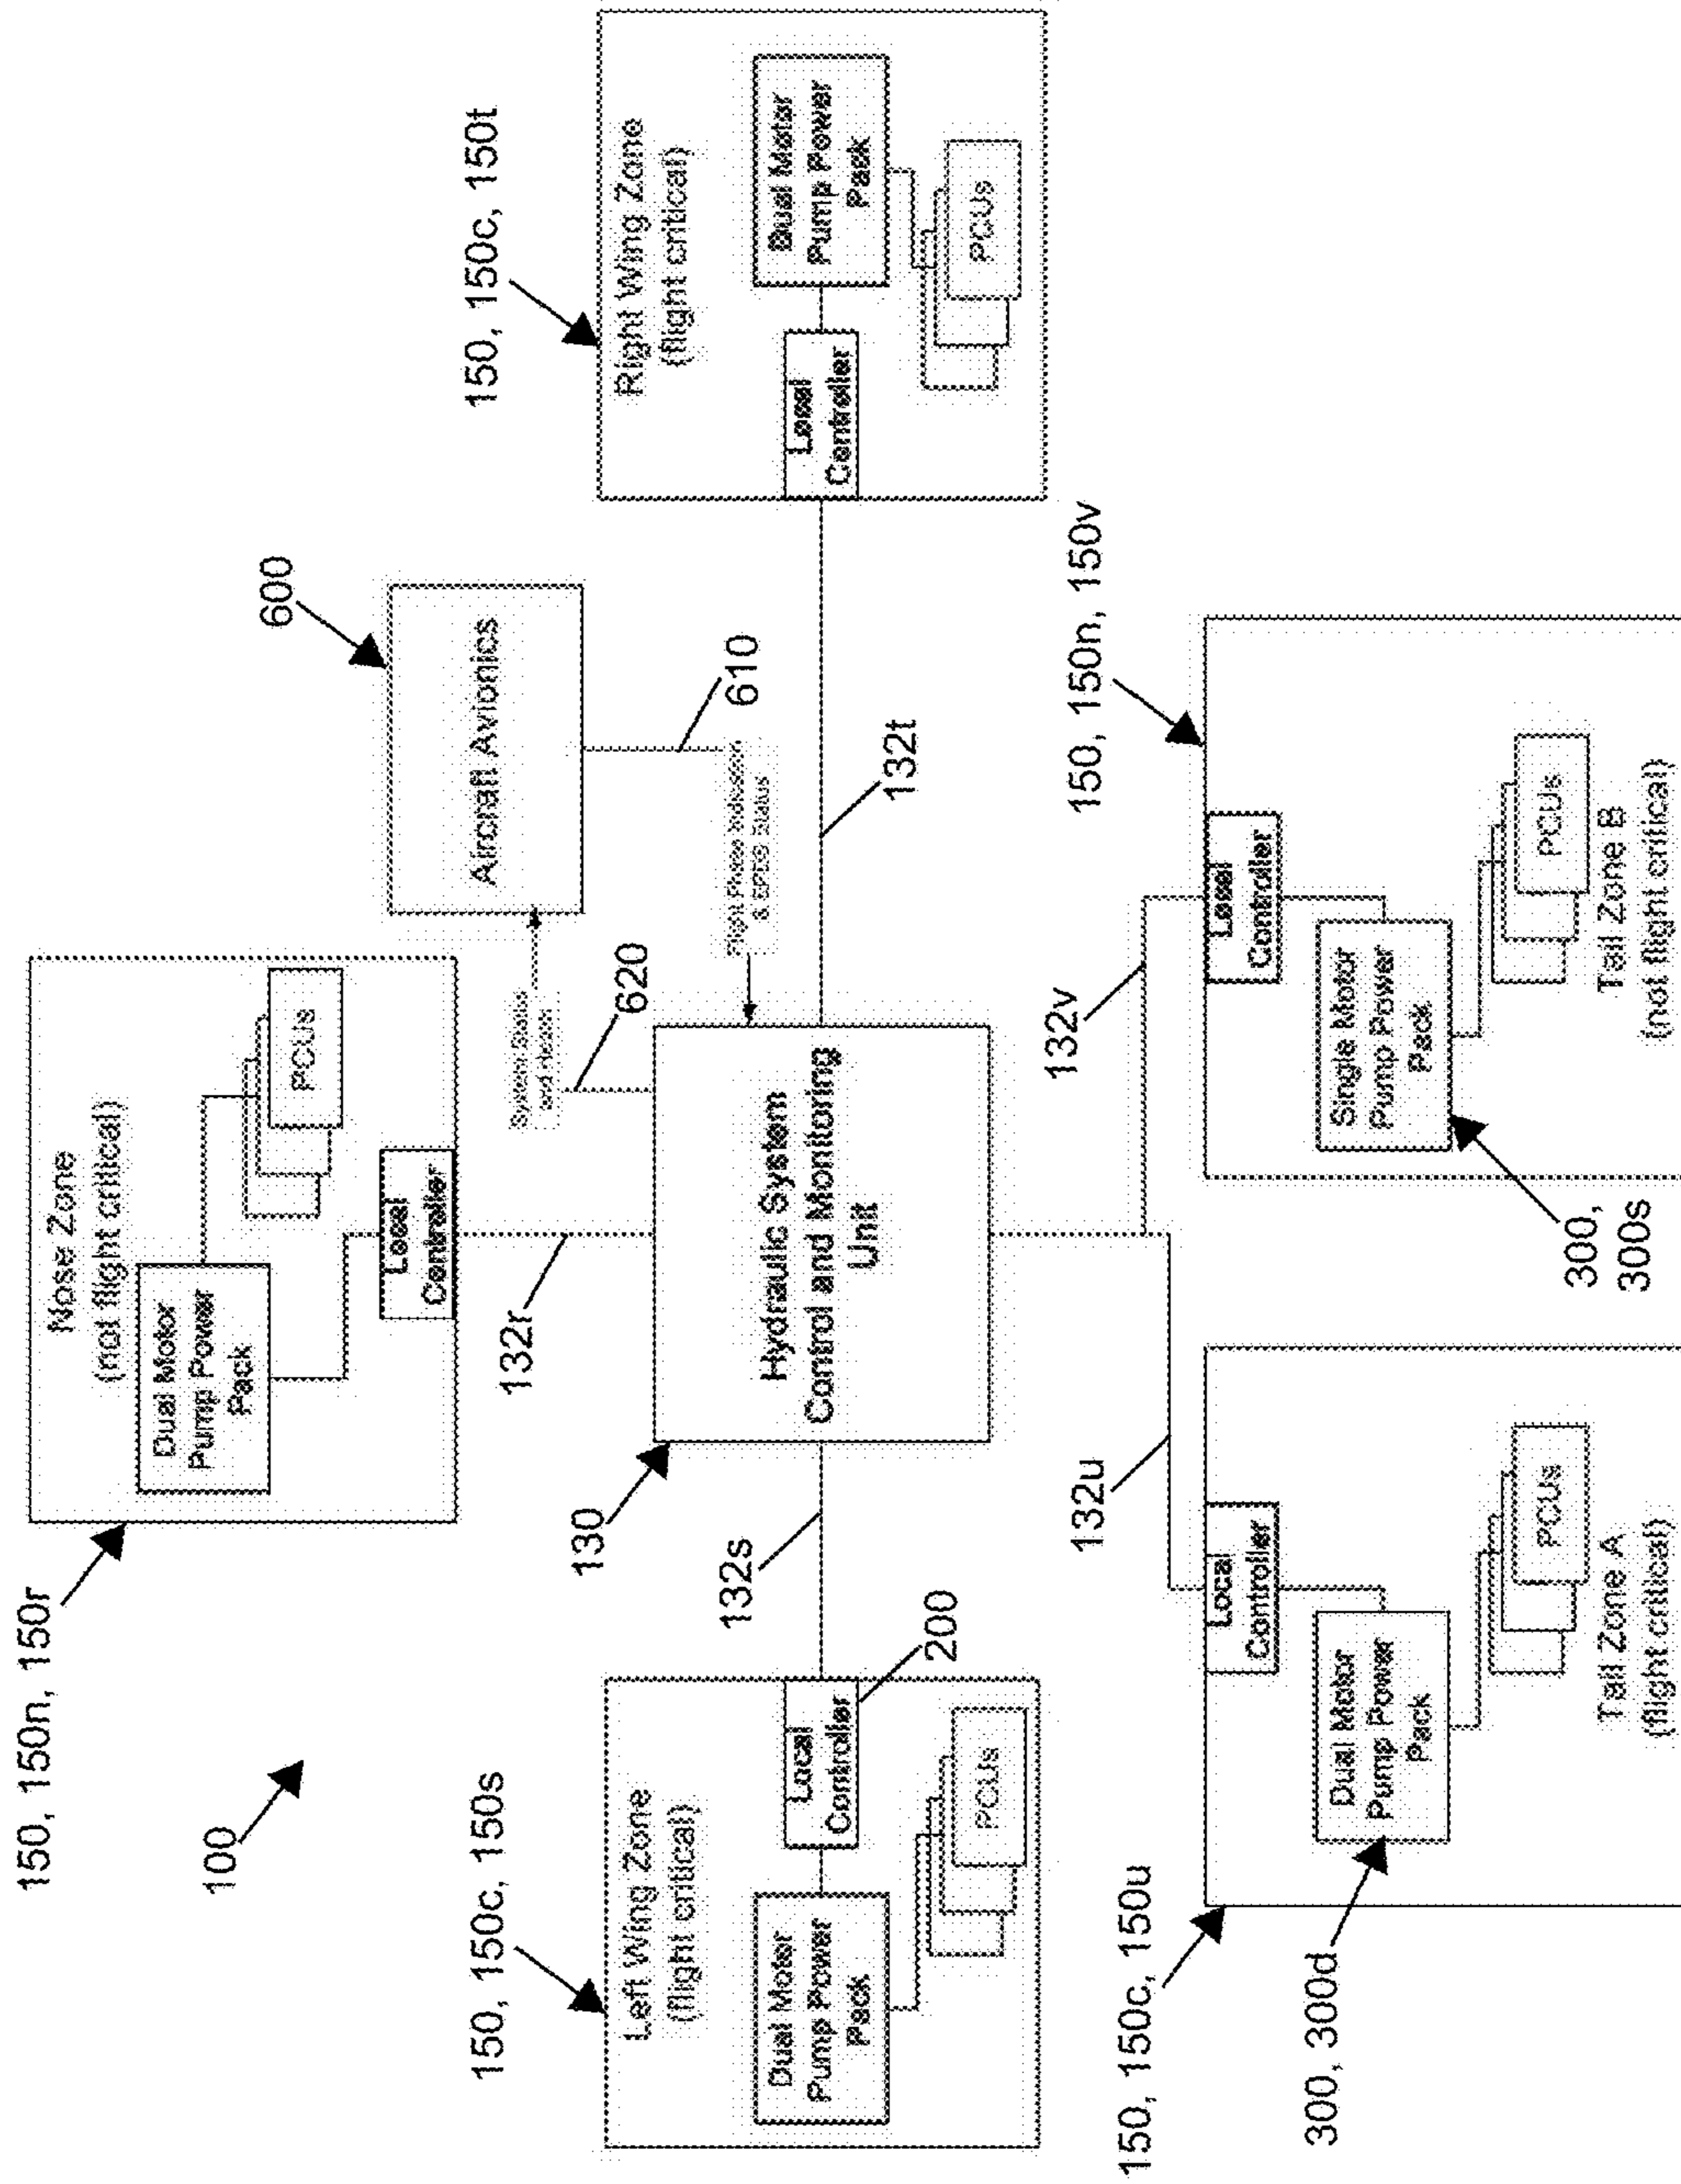 150, 150n, 150r
100
Nose Zone
(not flight critical)
Dual Motor
Pump Power
Pack
PCUs
Local
Controller
132r
600
Aircraft Avionics
System Status
and Health
620
610
Flight Phase Indication
& EPDS Status
150, 150c, 150s
Left Wing Zone
(flight critical)
Dual Motor
Pump Power
Pack
Local
Controller
PCUs
200
132s
130
Hydraulic System
Control and Monitoring
Unit
132t
150, 150c, 150t
Right Wing Zone
(flight critical)
Local
Controller
Dual Motor
Pump Power
Pack
PCUs
150, 150c, 150u
132u
Local
Controller
Dual Motor
Pump Power
Pack
PCUs
Tail Zone A
(flight critical)
300, 300d
132v
150, 150n, 150v
Local
Controller
Single Motor
Pump Power
Pack
PCUs
Tail Zone B
(not flight critical)
300,
300s